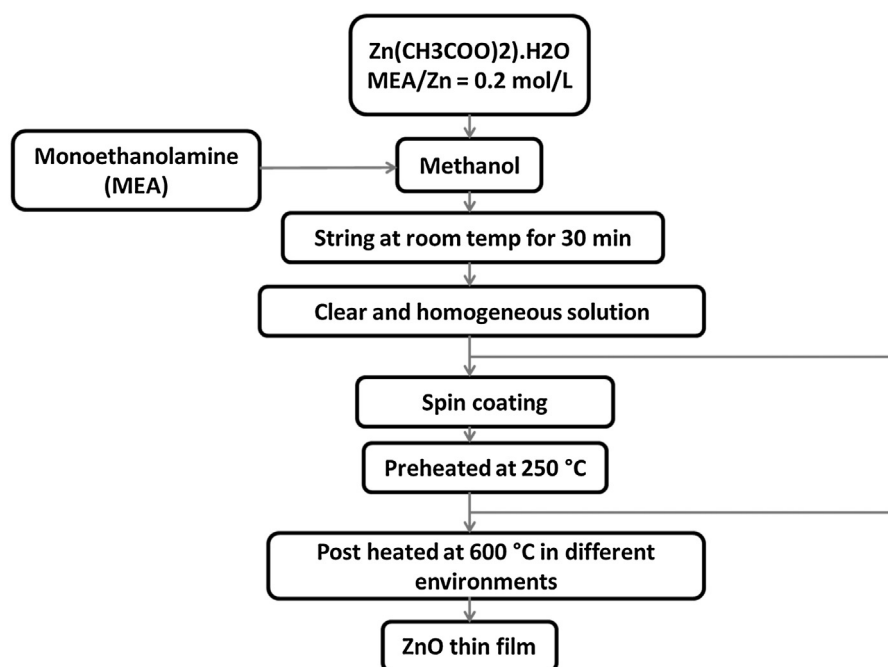 Zn(CH3COO)2).H2O
MEA/Zn = 0.2 mol/L
Monoethanolamine
(MEA)
Methanol
String at room temp for 30 min
Clear and homogeneous solution
Spin coating
Preheated at 250 °C
Post heated at 600 °C in different
environments
ZnO thin film